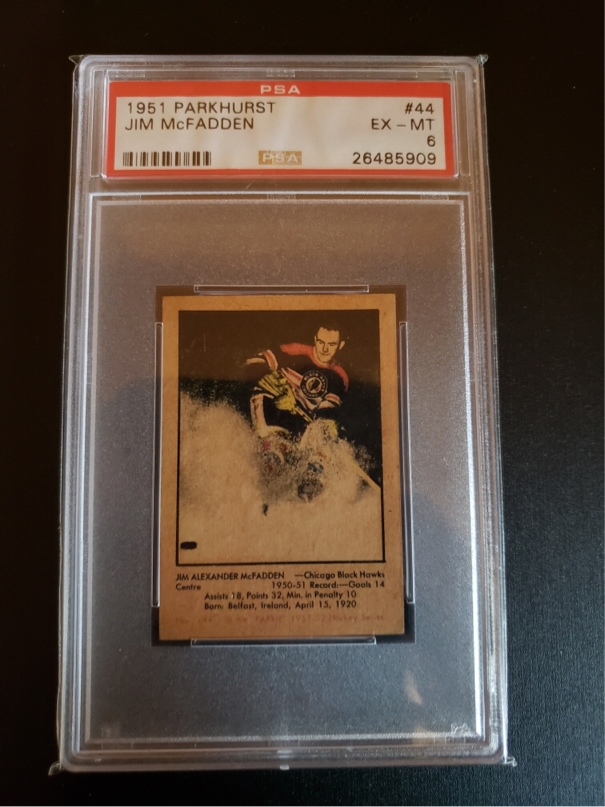 PSA
1951 PARKHURST #44
JIM McFADDEN EX - MT
6
PSA 26485909
JIM ALEXANDER McFADDEN —Chicago Black Hawks
Centre 1950-51 Record:—Goals 14
Assists 18, Points 32, Min. in Penalty 10
Born: Belfast, Ireland, April 15, 1920